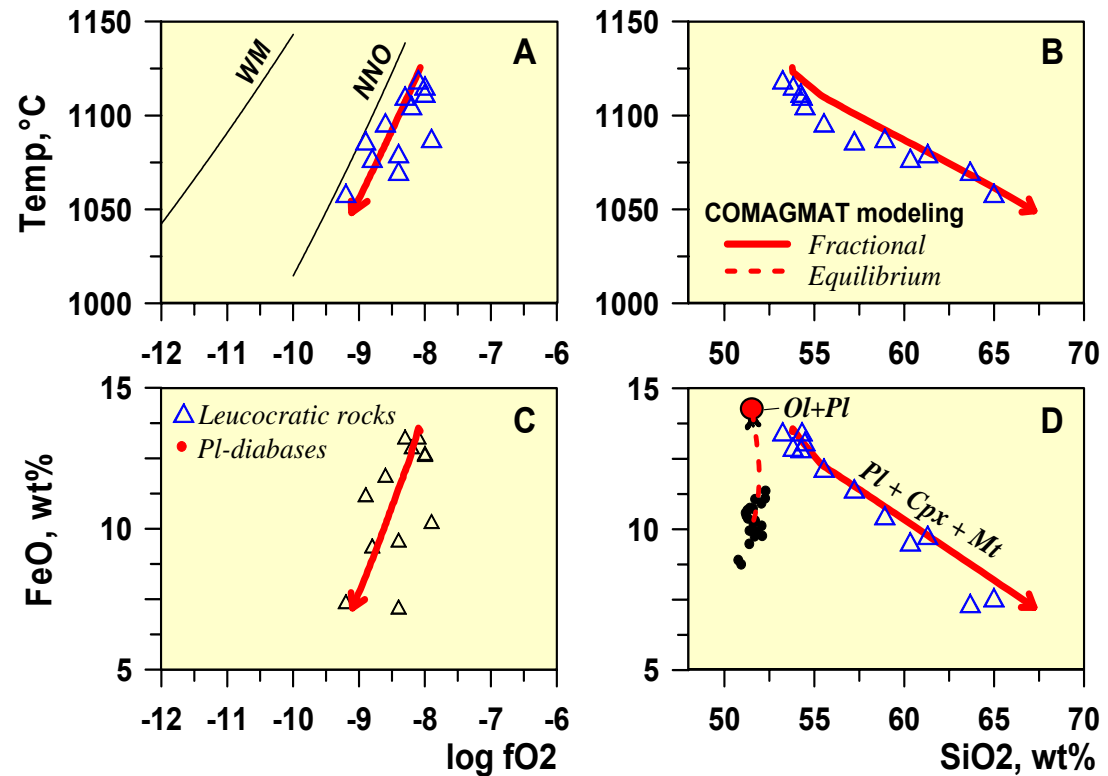 1150
1100
1050
1000
Temp,°C
WM
NNO
A
-12 -11 -10 -9 -8 -7 -6
1150
1100
1050
1000
B
COMAGMAT modeling
Fractional
Equilibrium
50 55 60 65 70
15
10
5
FeO, wt%
Leucocratic rocks
Pl-diabases
C
-12 -11 -10 -9 -8 -7 -6
log fO2
15
10
5
Ol+Pl
D
Pl + Cpx + Mt
50 55 60 65 70
SiO2, wt%